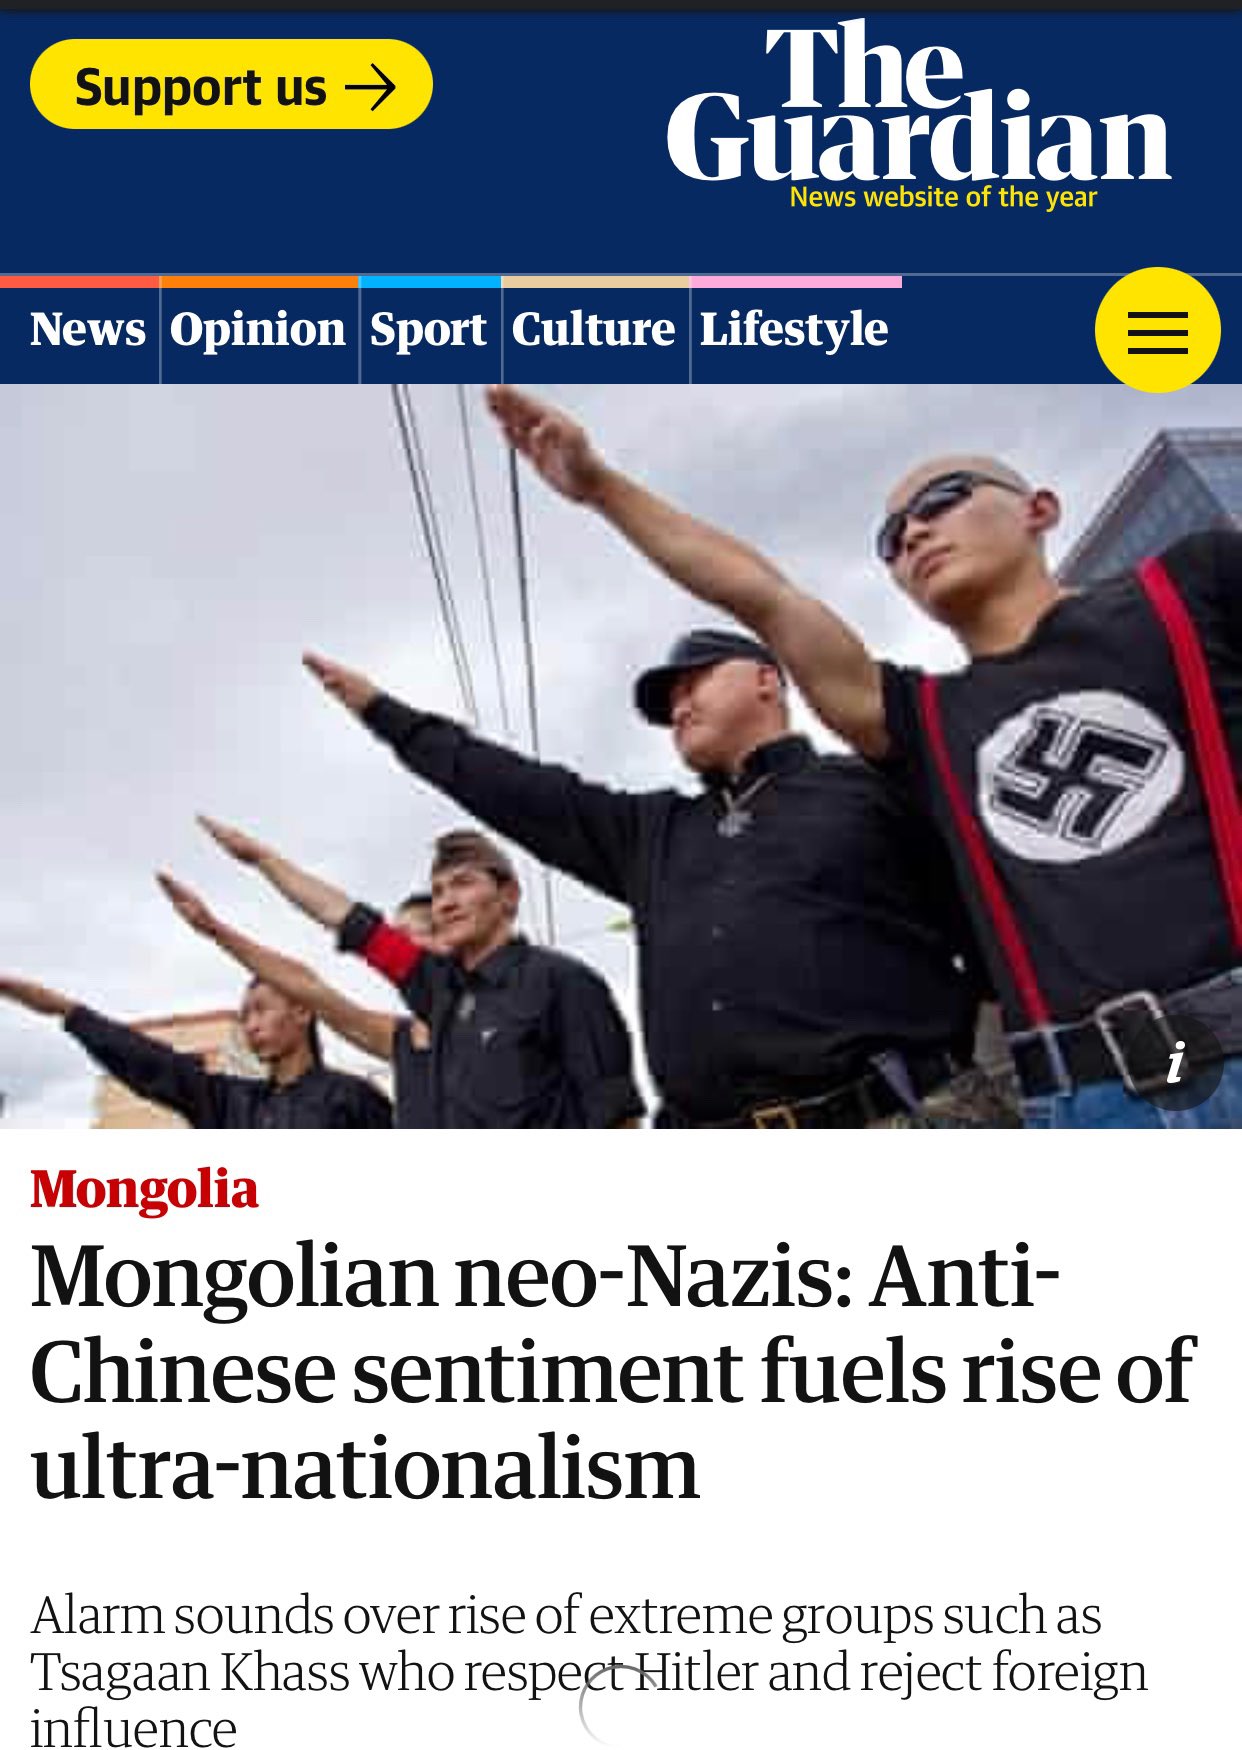 Support us
The
Guardian
News website of the year
News
Opinion
Sport
Culture
Lifestyle
i
Mongolia
Mongolian neo-Nazis: Anti-
Chinese sentiment fuels rise of
ultra-nationalism
Alarm sounds over rise of extreme groups such as
Tsagaan Khass who respect Hitler and reject foreign
influence